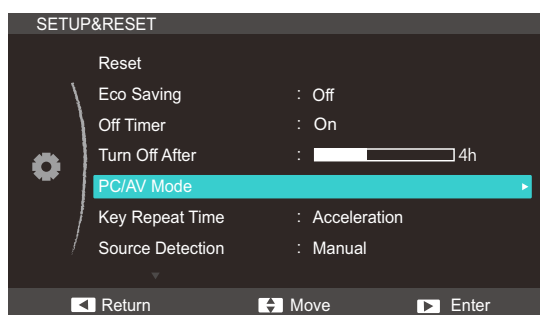 SETUP&RESET
Reset
Eco Saving : Off
Off Timer : On
Turn Off After : 4h
PC/AV Mode
Key Repeat Time : Acceleration
Source Detection : Manual
Return Move Enter